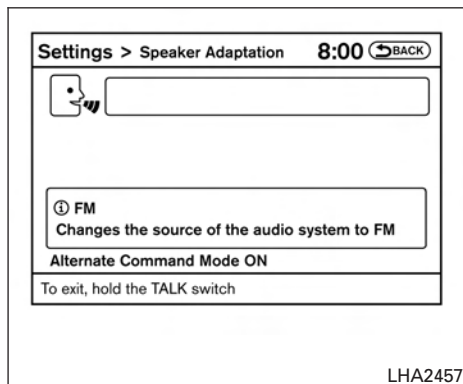 Settings > Speaker Adaptation 8:00 BACK
ⓘ FM
Changes the source of the audio system to FM
Alternate Command Mode ON
To exit, hold the TALK switch
LHA2457